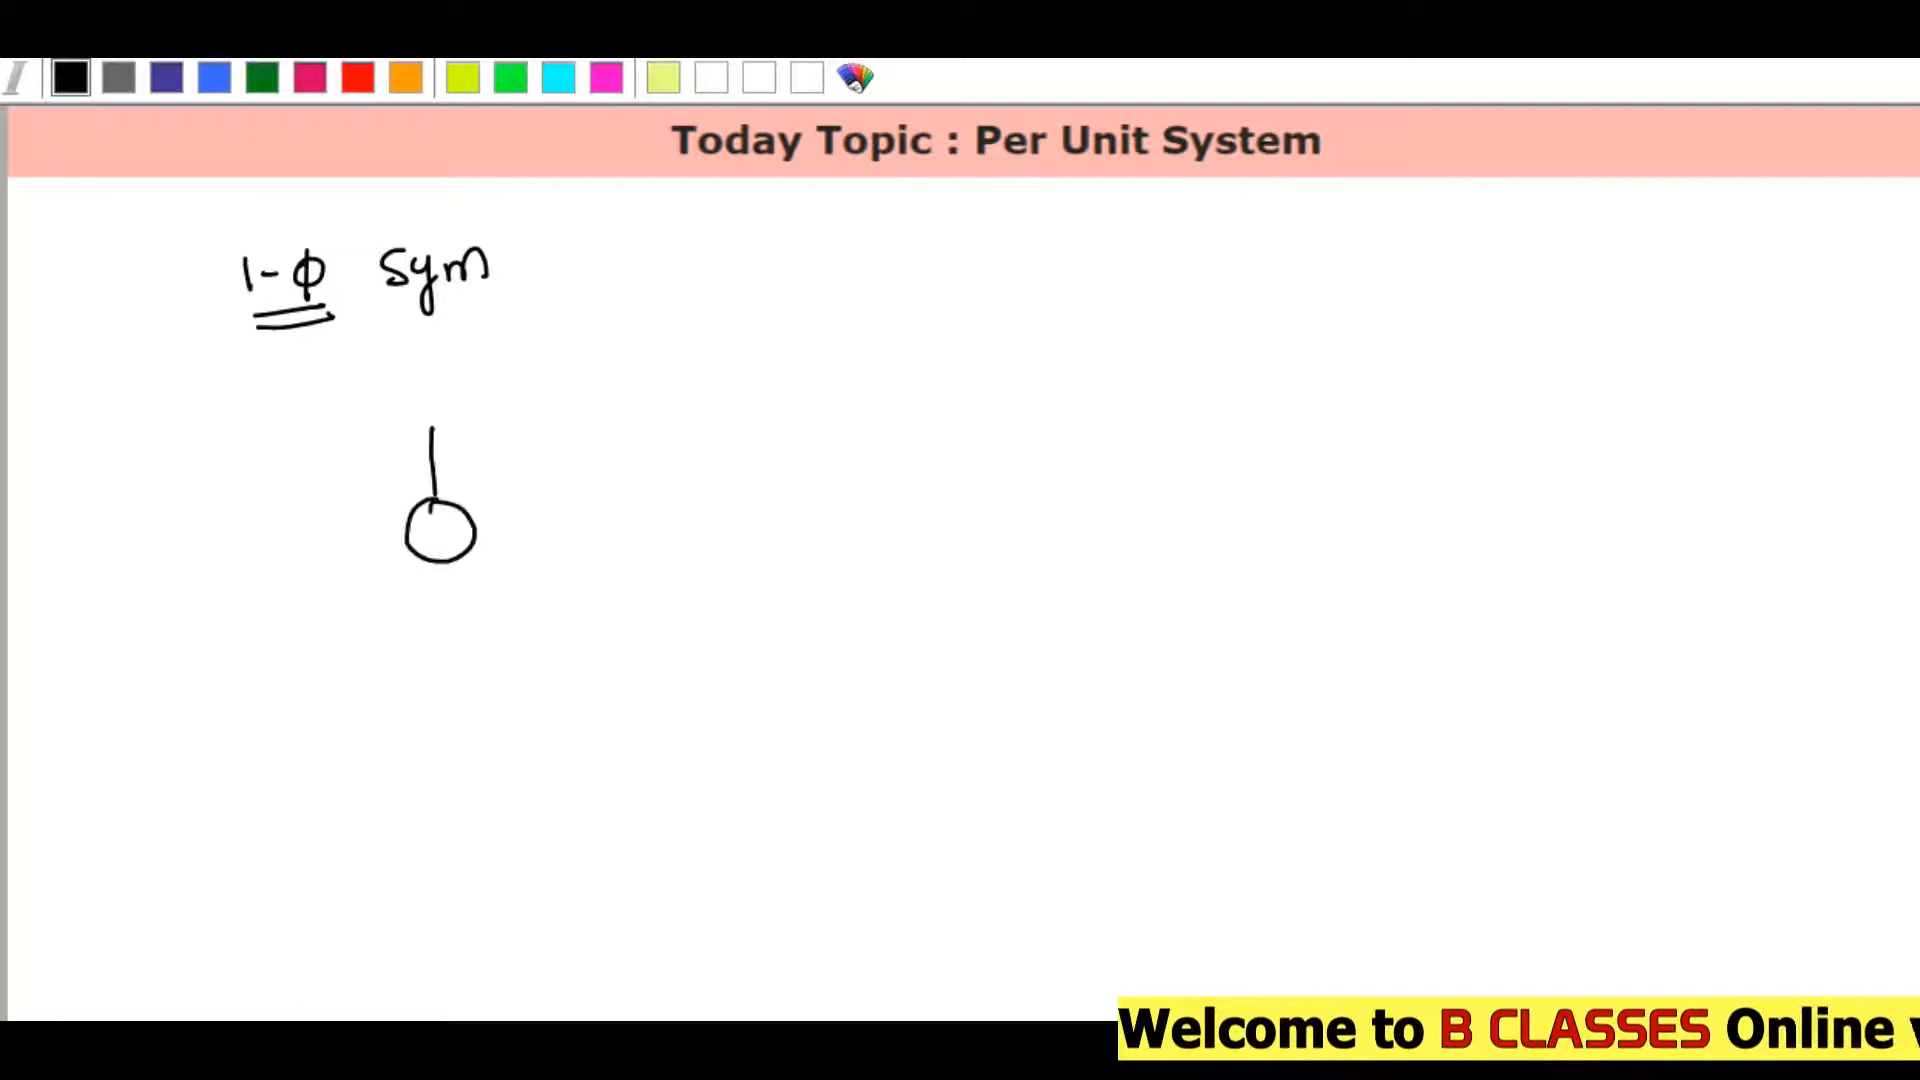 Today Topic : Per Unit System
1-ϕ Sym
Welcome to B CLASSES Online